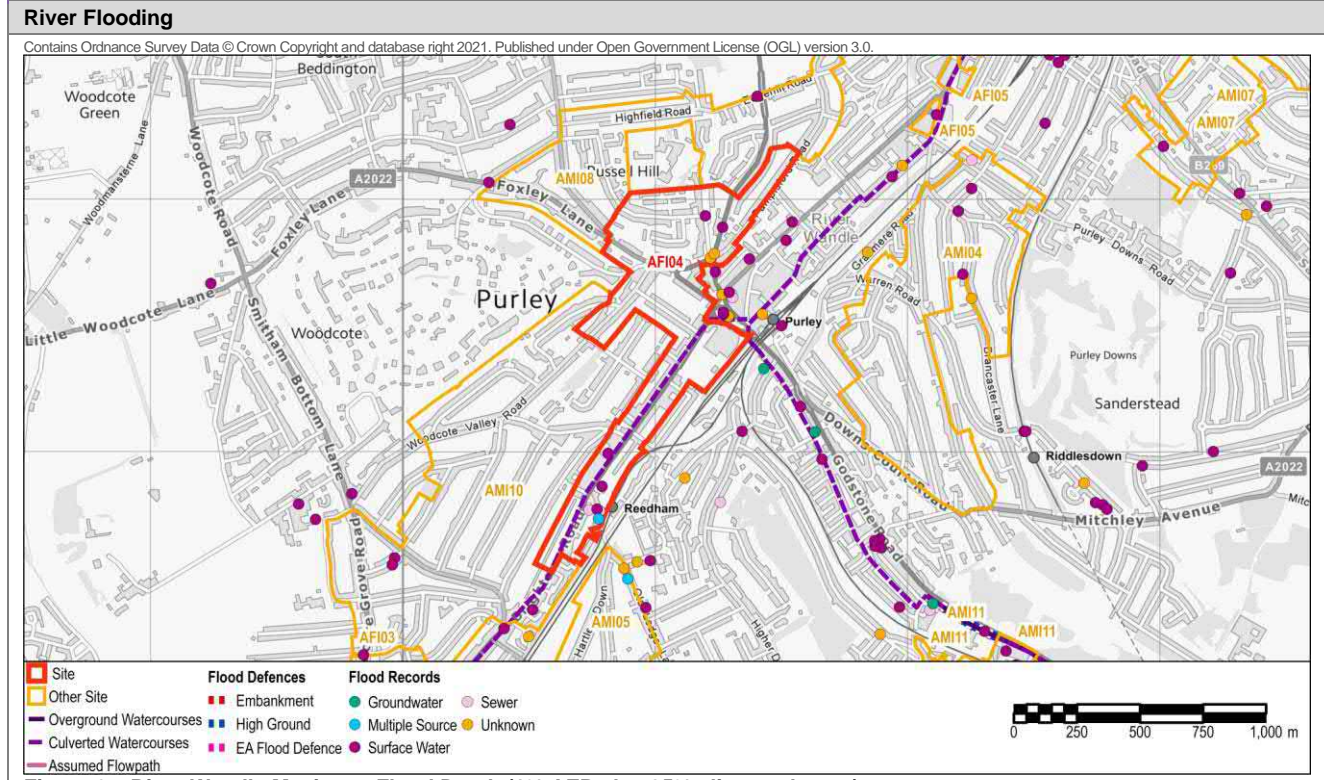 River Flooding
Contains Ordnance Survey Data © Crown Copyright and database right 2021. Published under Open Government License (OGL) version 3.0.
Beddington
Woodcote Green
Woodmansterne Lane
Woodcote Road
A2022
Foxley Lane
Foxley Lane
Highfield Road
AMI08
AFI04
AFI05
AFI05
AMI07
AMI07
Purley Downs Road
River Wandle
Grasmere Road
Warren Road
AMI04
Purley
Purley
Little Woodcote Lane
Woodcote
Smitham Bottom Lane
Purley Downs
Sanderstead
Woodcote Valley Road
Downs Court Road
Godstone Road
Riddlesdown
A2022
Mitchley Avenue
AMI10
Reedham
AFI03
AMI05
AMI11
AMI11
AMI11
Site
Other Site
Overground Watercourses
Culverted Watercourses
Assumed Flowpath
Flood Defences
Embankment
High Ground
EA Flood Defence
Flood Records
Groundwater
Multiple Source
Surface Water
Sewer
Unknown
0 250 500 750 1,000 m